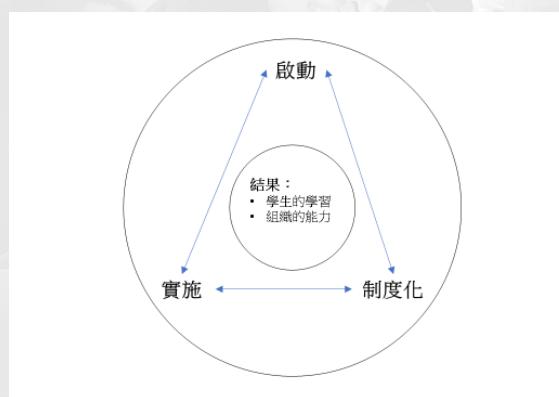 啟動
結果：
▪ 學生的學習
▪ 組織的能力
實施
制度化